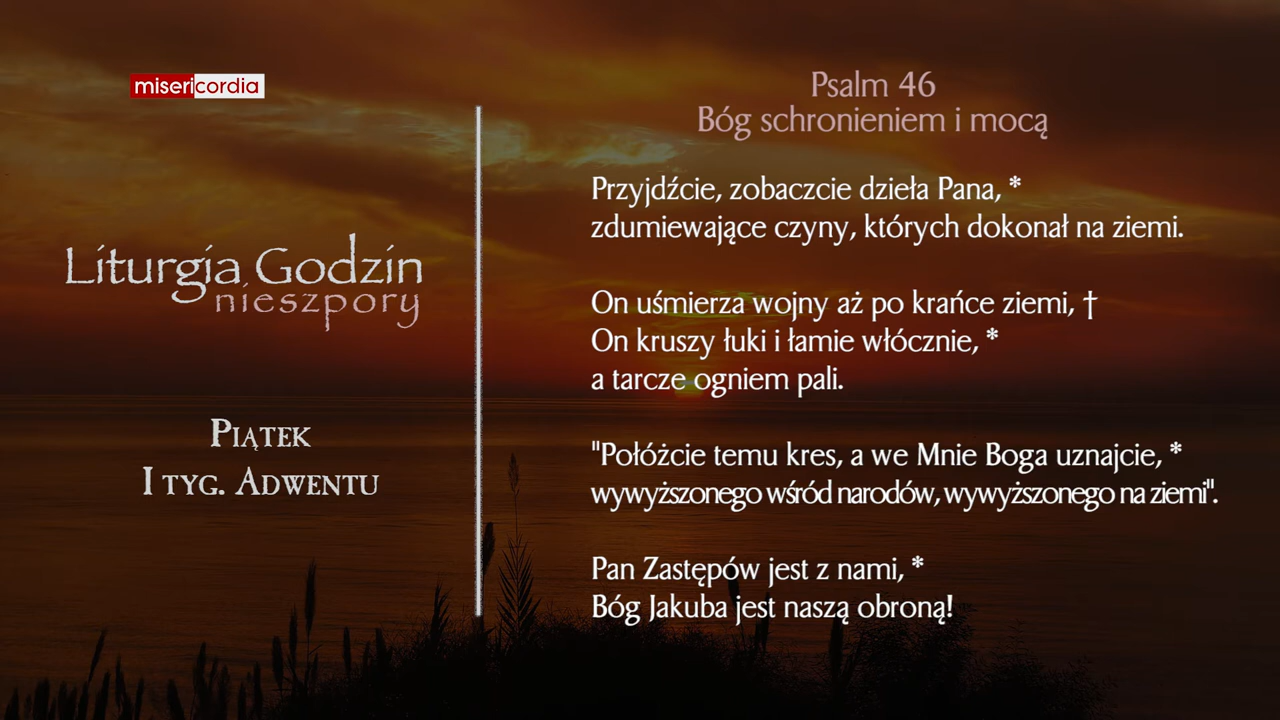 misericordia
Liturgia Godzin
nieszpory
Piątek
I tyg. Adwentu
Psalm 46
Bóg schronieniem i mocą
Przyjdźcie, zobaczcie dzieła Pana, *
zdumiewające czyny, których dokonał na ziemi.
On uśmierza wojny aż po krańce ziemi, †
On kruszy łuki i łamie włócznie, *
a tarcze ogniem pali.
"Połóżcie temu kres, a we Mnie Boga uznajcie, *
wywyższonego wśród narodów, wywyższonego na ziemi".
Pan Zastępów jest z nami, *
Bóg Jakuba jest naszą obroną!